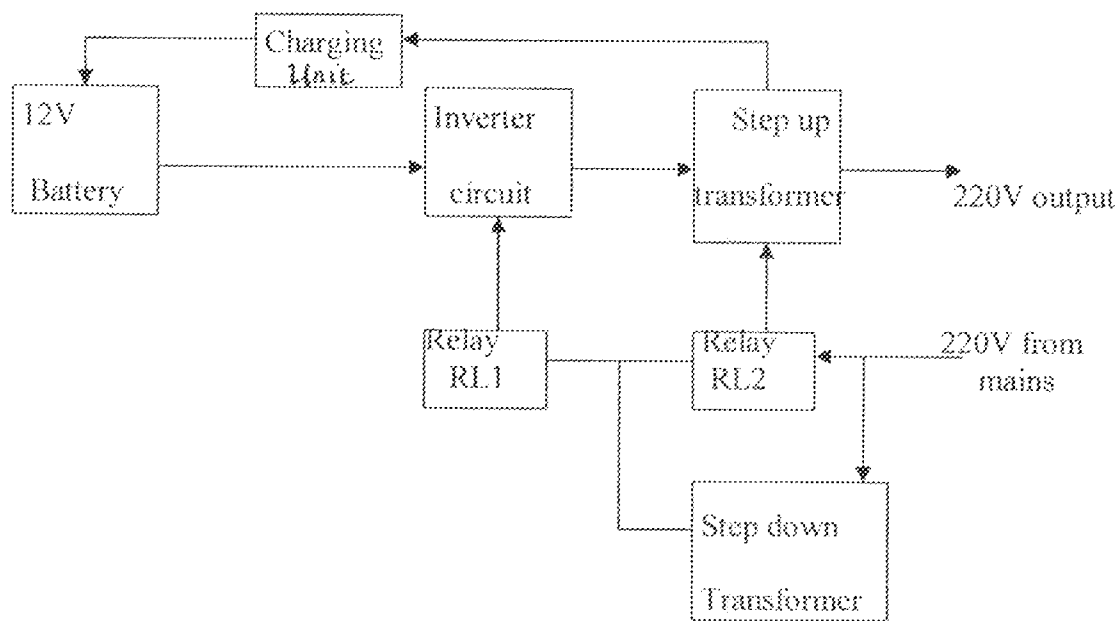 Charging
Unit
12V
Battery
Inverter
circuit
Step up
transformer
220V output
Relay
RL1
Relay
RL2
220V from
mains
Step down
Transformer